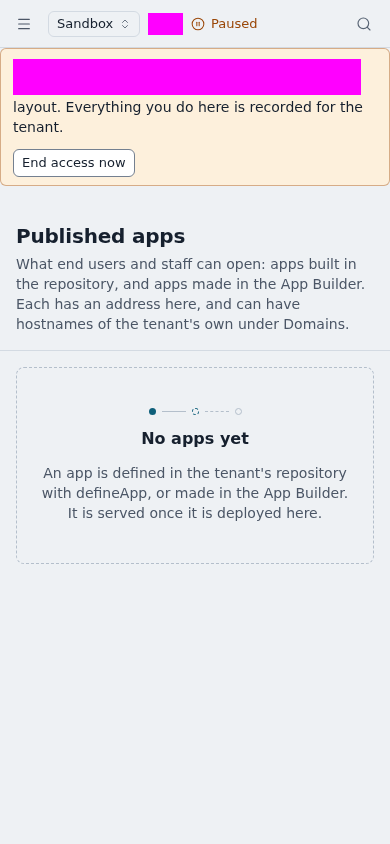 Sandbox
Paused
layout. Everything you do here is recorded for the
tenant.
End access now
Published apps
What end users and staff can open: apps built in
the repository, and apps made in the App Builder.
Each has an address here, and can have
hostnames of the tenant's own under Domains.
No apps yet
An app is defined in the tenant's repository
with defineApp, or made in the App Builder.
It is served once it is deployed here.